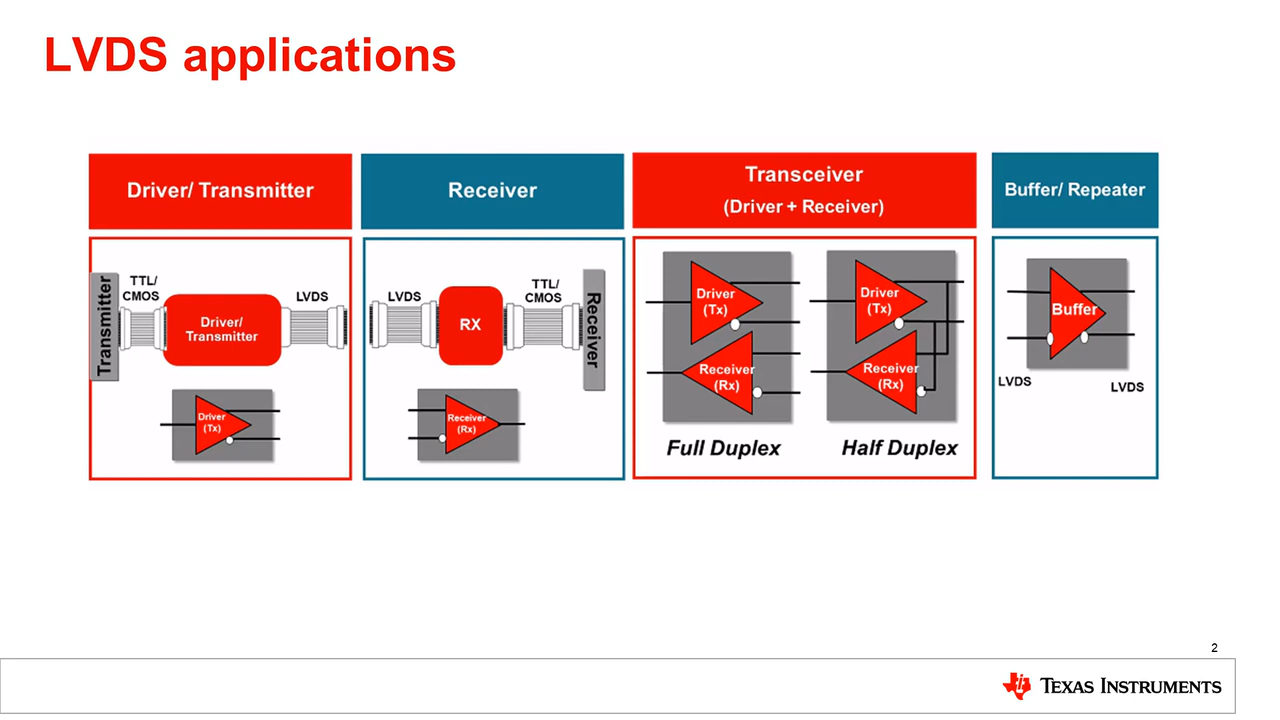 LVDS applications
Driver/ Transmitter
Receiver
Transceiver
(Driver + Receiver)
Buffer/ Repeater
Transmitter
TTL/
CMOS
Driver/
Transmitter
LVDS
Driver
(Tx)
LVDS
RX
TTL/
CMOS
Receiver
Receiver
(Rx)
Driver
(Tx)
Receiver
(Rx)
Full Duplex
Driver
(Tx)
Receiver
(Rx)
Half Duplex
Buffer
LVDS
LVDS
2
TEXAS INSTRUMENTS